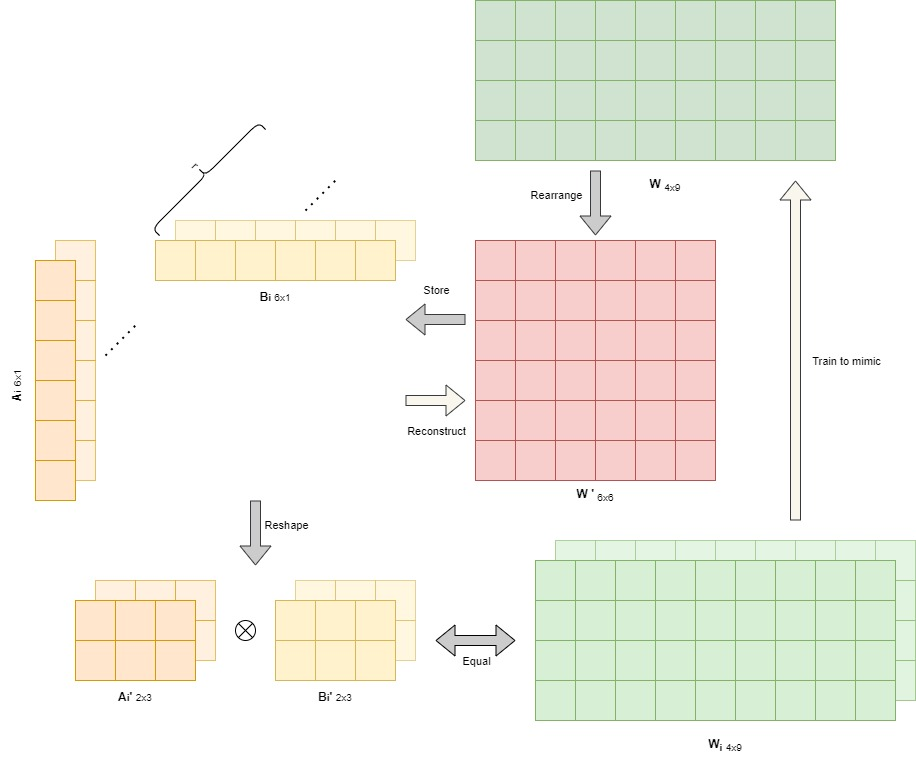 W 4x9
Rearrange
r
Bi 6x1
Store
Ai 6x1
Train to mimic
Reconstruct
W ' 6x6
Reshape
Equal
Ai' 2x3
Bi' 2x3
Wi 4x9